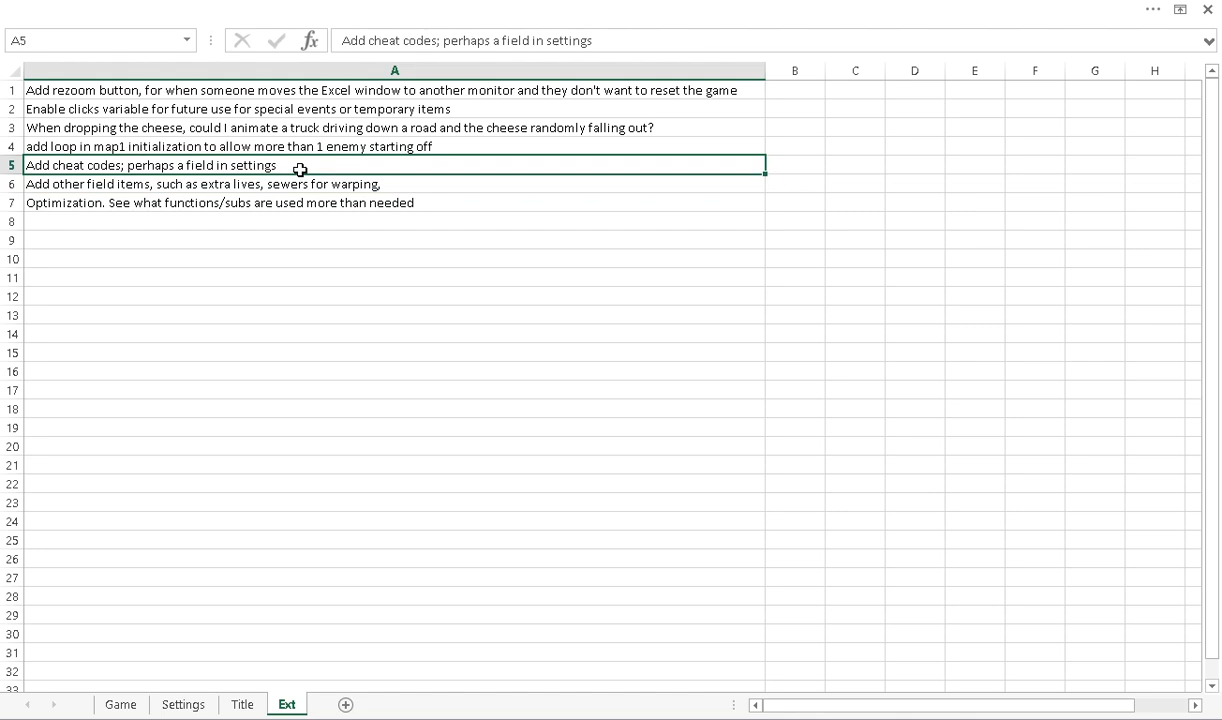 A5
fx
Add cheat codes; perhaps a field in settings
A B C D E F G H
1 Add rezoom button, for when someone moves the Excel window to another monitor and they don't want to reset the game
2 Enable clicks variable for future use for special events or temporary items
3 When dropping the cheese, could I animate a truck driving down a road and the cheese randomly falling out?
4 add loop in map1 initialization to allow more than 1 enemy starting off
5 Add cheat codes; perhaps a field in settings
6 Add other field items, such as extra lives, sewers for warping,
7 Optimization. See what functions/subs are used more than needed
8
9
10
11
12
13
14
15
16
17
18
19
20
21
22
23
24
25
26
27
28
29
30
31
32
33
Game Settings Title Ext